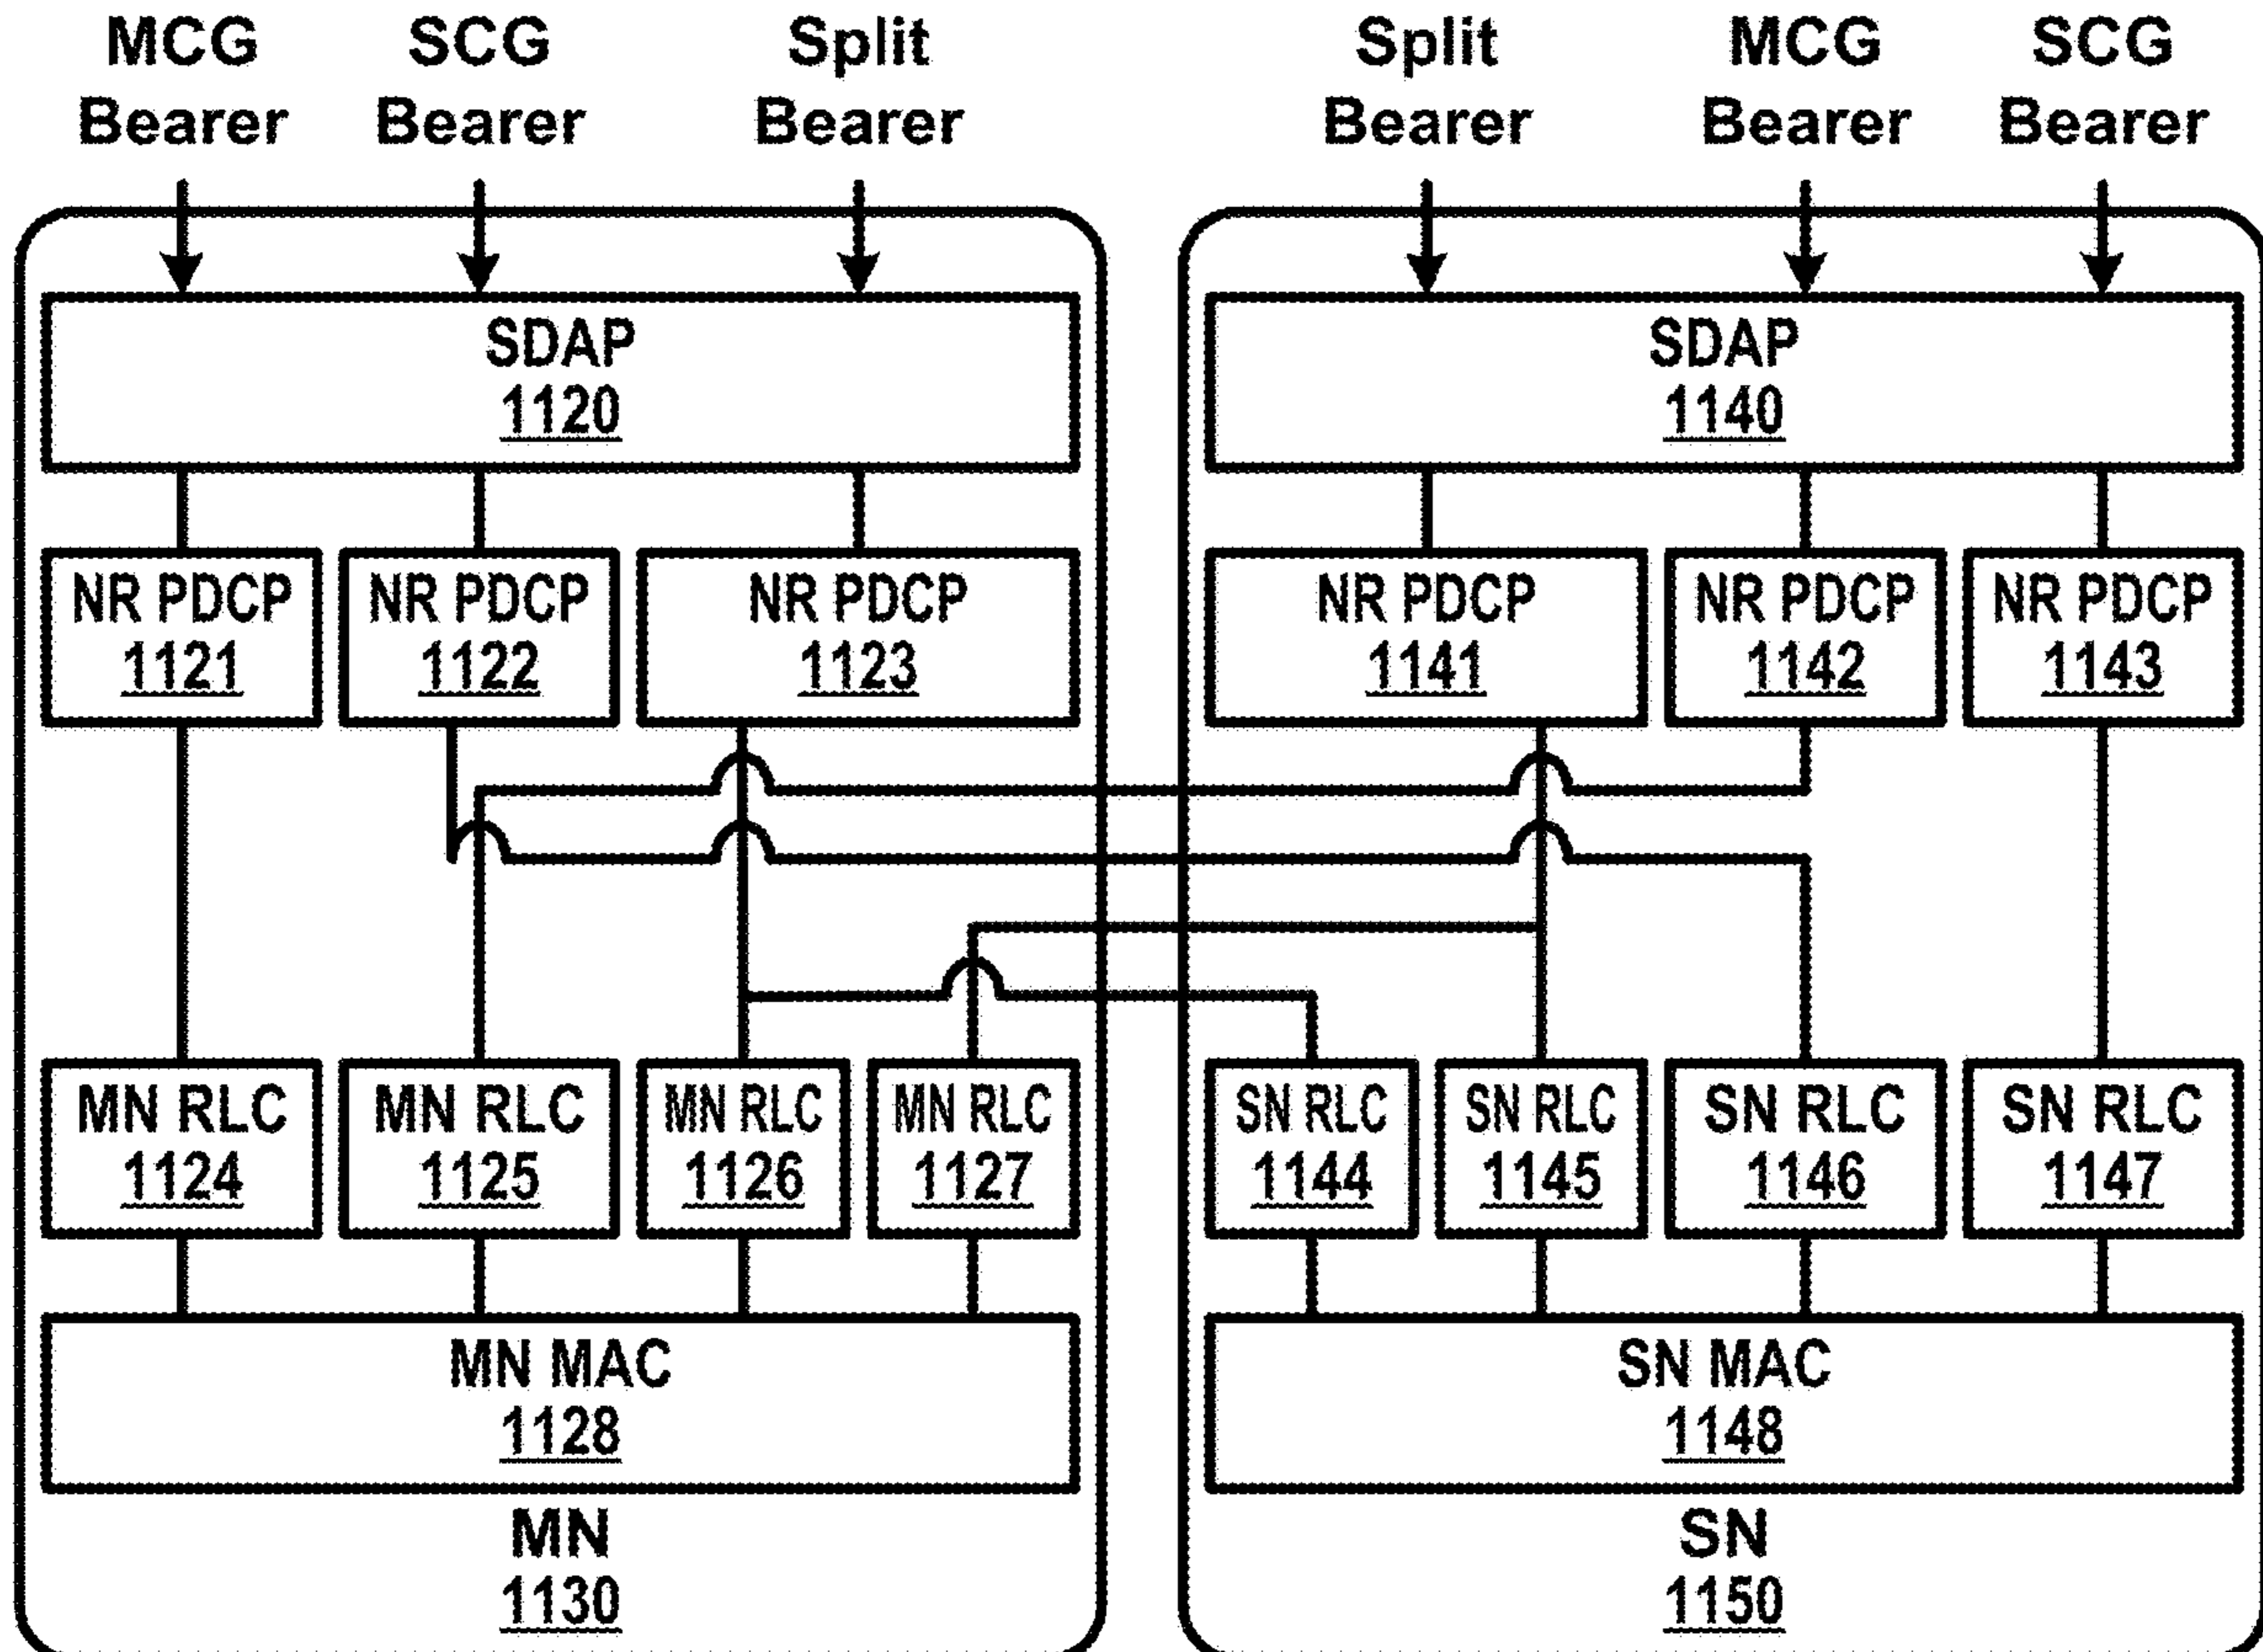 MCG
Bearer
SCG
Bearer
Split
Bearer
Split
Bearer
MCG
Bearer
SCG
Bearer
SDAP
1120
SDAP
1140
NR PDCP
1121
NR PDCP
1122
NR PDCP
1123
NR PDCP
1141
NR PDCP
1142
NR PDCP
1143
MN RLC
1124
MN RLC
1125
MN RLC
1126
MN RLC
1127
SN RLC
1144
SN RLC
1145
SN RLC
1146
SN RLC
1147
MN MAC
1128
SN MAC
1148
MN
1130
SN
1150